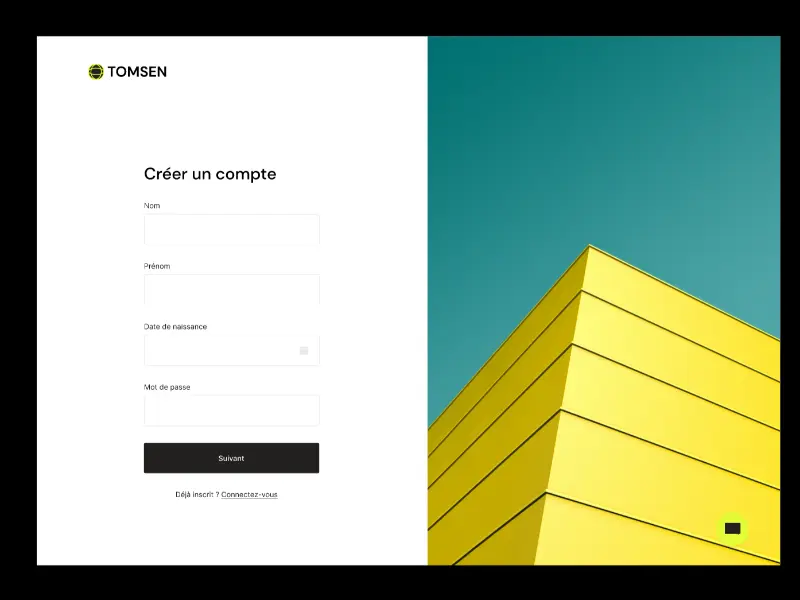 TOMSEN
Créer un compte
Nom
Prénom
Date de naissance
Mot de passe
Suivant
Déjà inscrit ? Connectez-vous